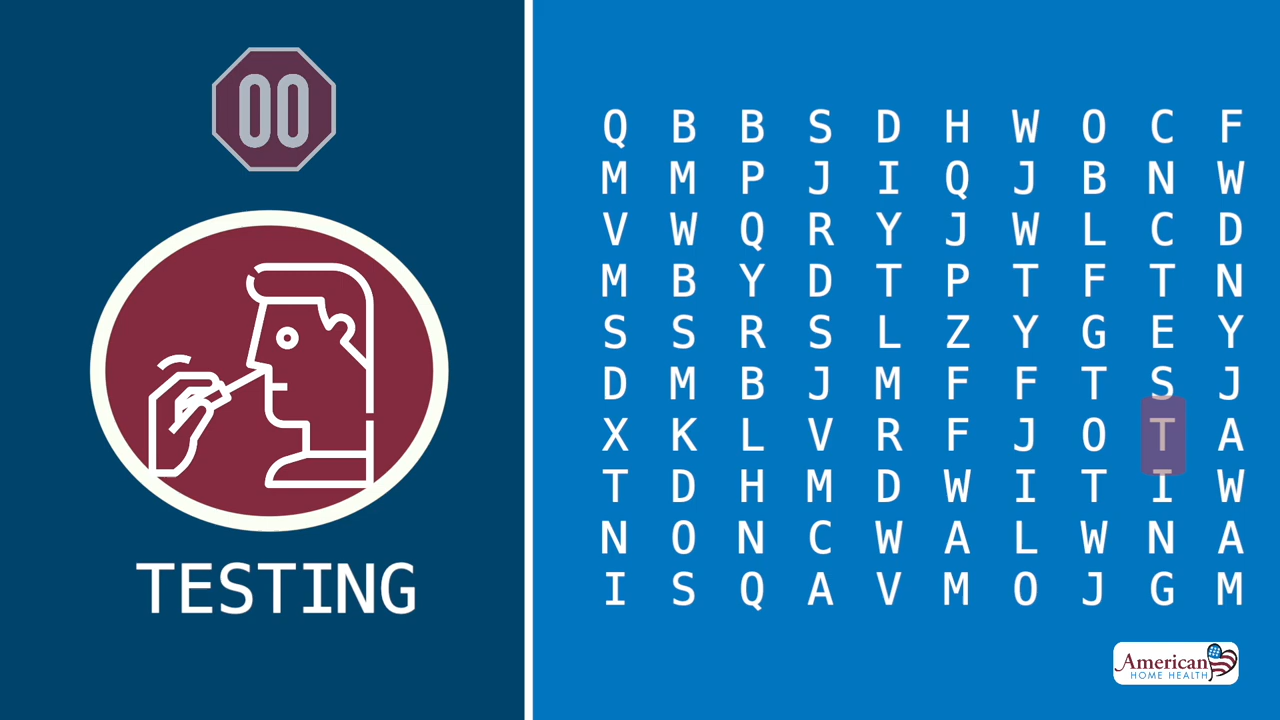 00
TESTING
Q B B S D H W O C F
M M P J I Q J B N W
V W Q R Y J W L C D
M B Y D T P T F T N
S S R S L Z Y G E Y
D M B J M F F T S J
X K L V R F J O T A
T D H M D W I T I W
N O N C W A L W N A
I S Q A V M O J G M
American
HOME HEALTH